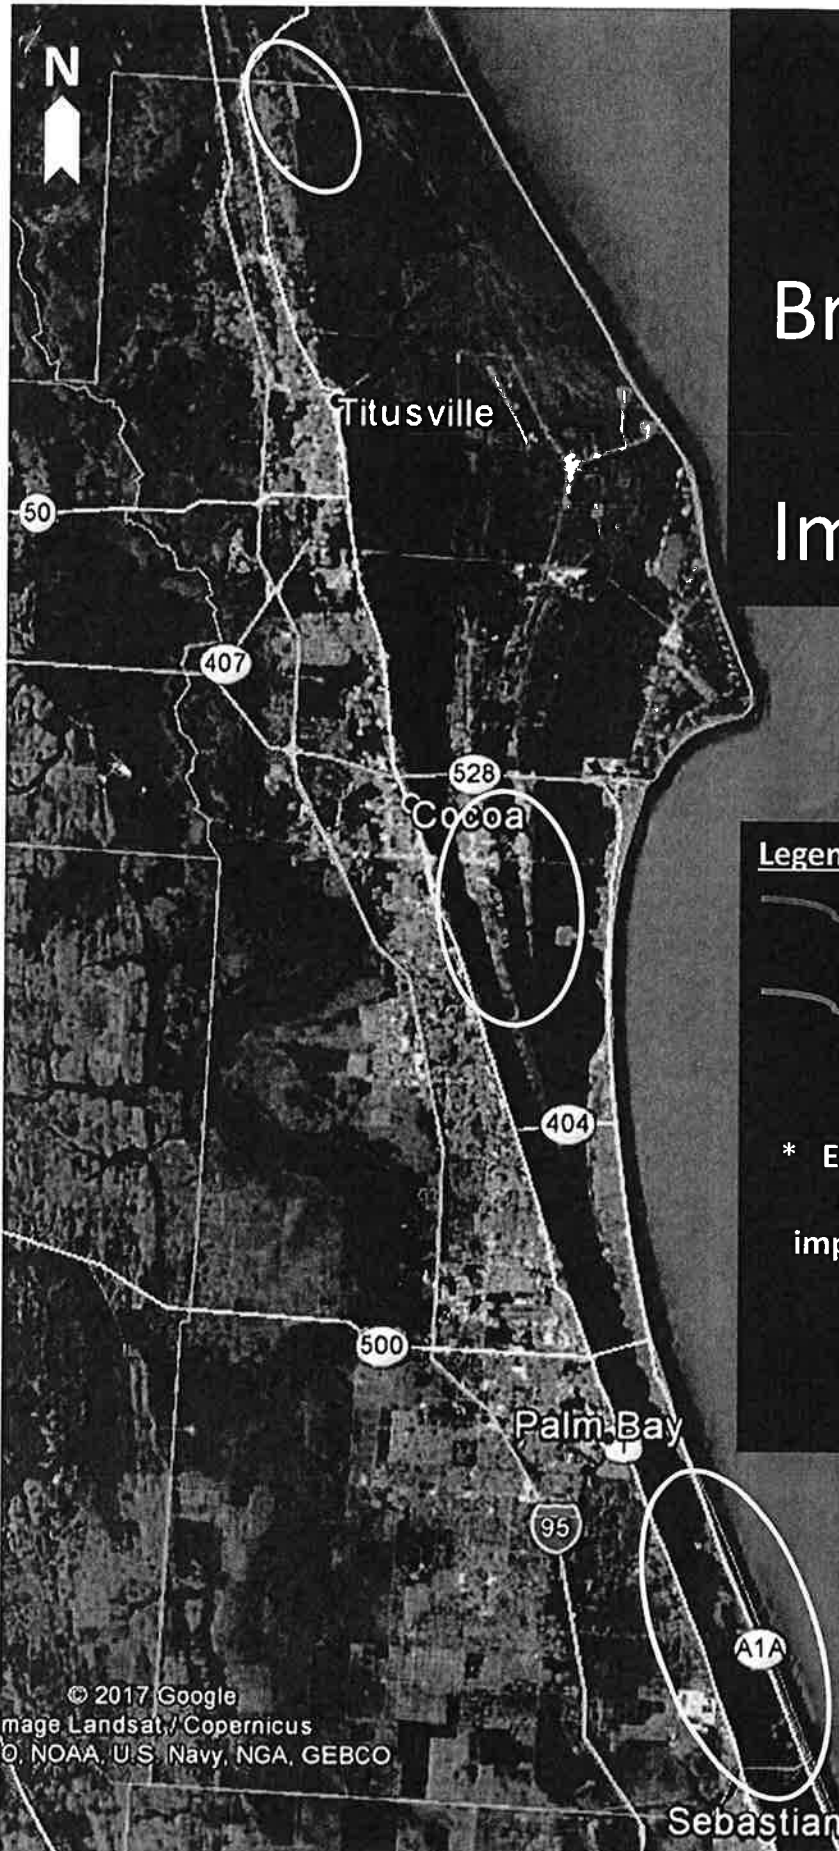 N
Br
Titusville
50
Im
407
528
Cocoa
Legen
404
* E
imp
500
Palm Bay
1
95
A1A
© 2017 Google
mage Landsat / Copernicus
O, NOAA, U.S. Navy, NGA, GEBCO
Sebastian